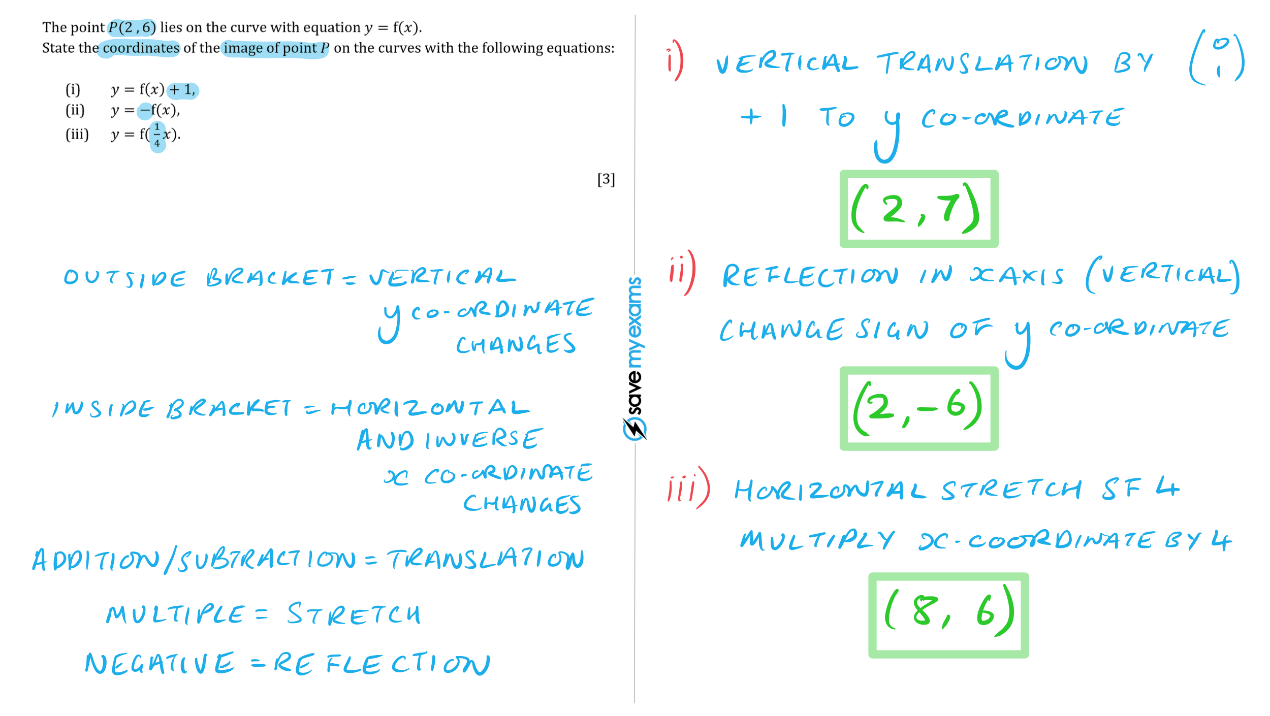 The point P(2 , 6) lies on the curve with equation y = f(x).
State the coordinates of the image of point P on the curves with the following equations:
(i) y = f(x) + 1,
(ii) y = −f(x),
(iii) y = f(1/4 x).
[3]
OUTSIDE BRACKET = VERTICAL
y CO-ORDINATE
CHANGES
INSIDE BRACKET = HORIZONTAL
AND INVERSE
x CO-ORDINATE
CHANGES
ADDITION/SUBTRACTION = TRANSLATION
MULTIPLE = STRETCH
NEGATIVE = REFLECTION
savemyexams
i) VERTICAL TRANSLATION BY (0 1)
+ 1 TO y CO-ORDINATE
(2,7)
ii) REFLECTION IN x AXIS (VERTICAL)
CHANGE SIGN OF y CO-ORDINATE
(2,-6)
iii) HORIZONTAL STRETCH SF 4
MULTIPLY x-COORDINATE BY 4
(8, 6)